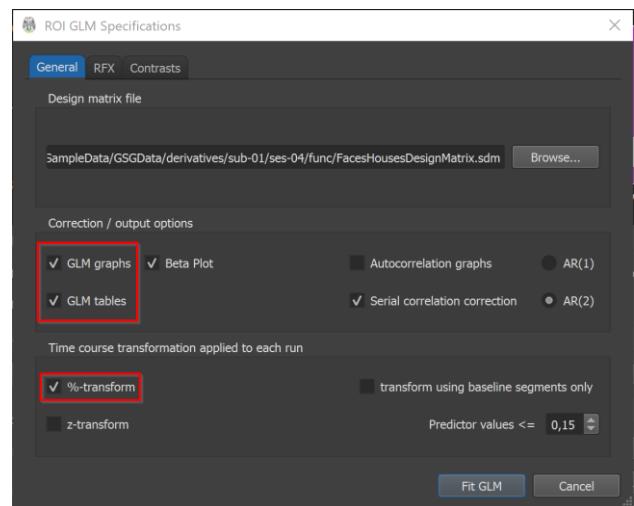 ROI GLM Specifications
General RFX Contrasts
Design matrix file
SampleData/GSGData/derivatives/sub-01/ses-04/func/FacesHousesDesignMatrix.sdm Browse...
Correction / output options
GLM graphs Beta Plot Autocorrelation graphs AR(1)
GLM tables Serial correlation correction AR(2)
Time course transformation applied to each run
%-transform transform using baseline segments only
z-transform Predictor values <= 0,15
Fit GLM Cancel